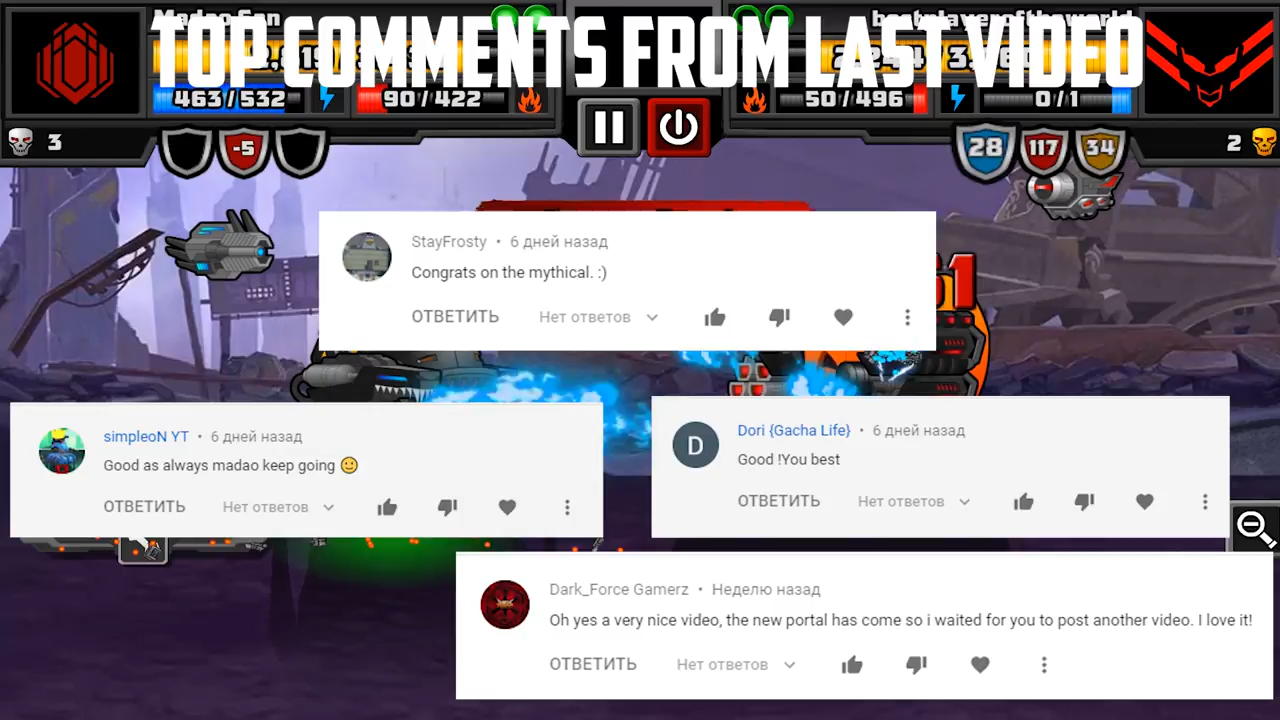 Madao San
TOP COMMENTS FROM LAST VIDEO
bestplayeroftheworld
463/532
90/422
50/496
0/1
3
-5
28
117
34
2
StayFrosty • 6 дней назад
Congrats on the mythical. :)
ОТВЕТИТЬ Нет ответов
simpleoN YT • 6 дней назад
Good as always madao keep going 🙂
ОТВЕТИТЬ Нет ответов
D
Dori {Gacha Life} • 6 дней назад
Good !You best
ОТВЕТИТЬ Нет ответов
Dark_Force Gamerz • Неделю назад
Oh yes a very nice video, the new portal has come so i waited for you to post another video. I love it!
ОТВЕТИТЬ Нет ответов